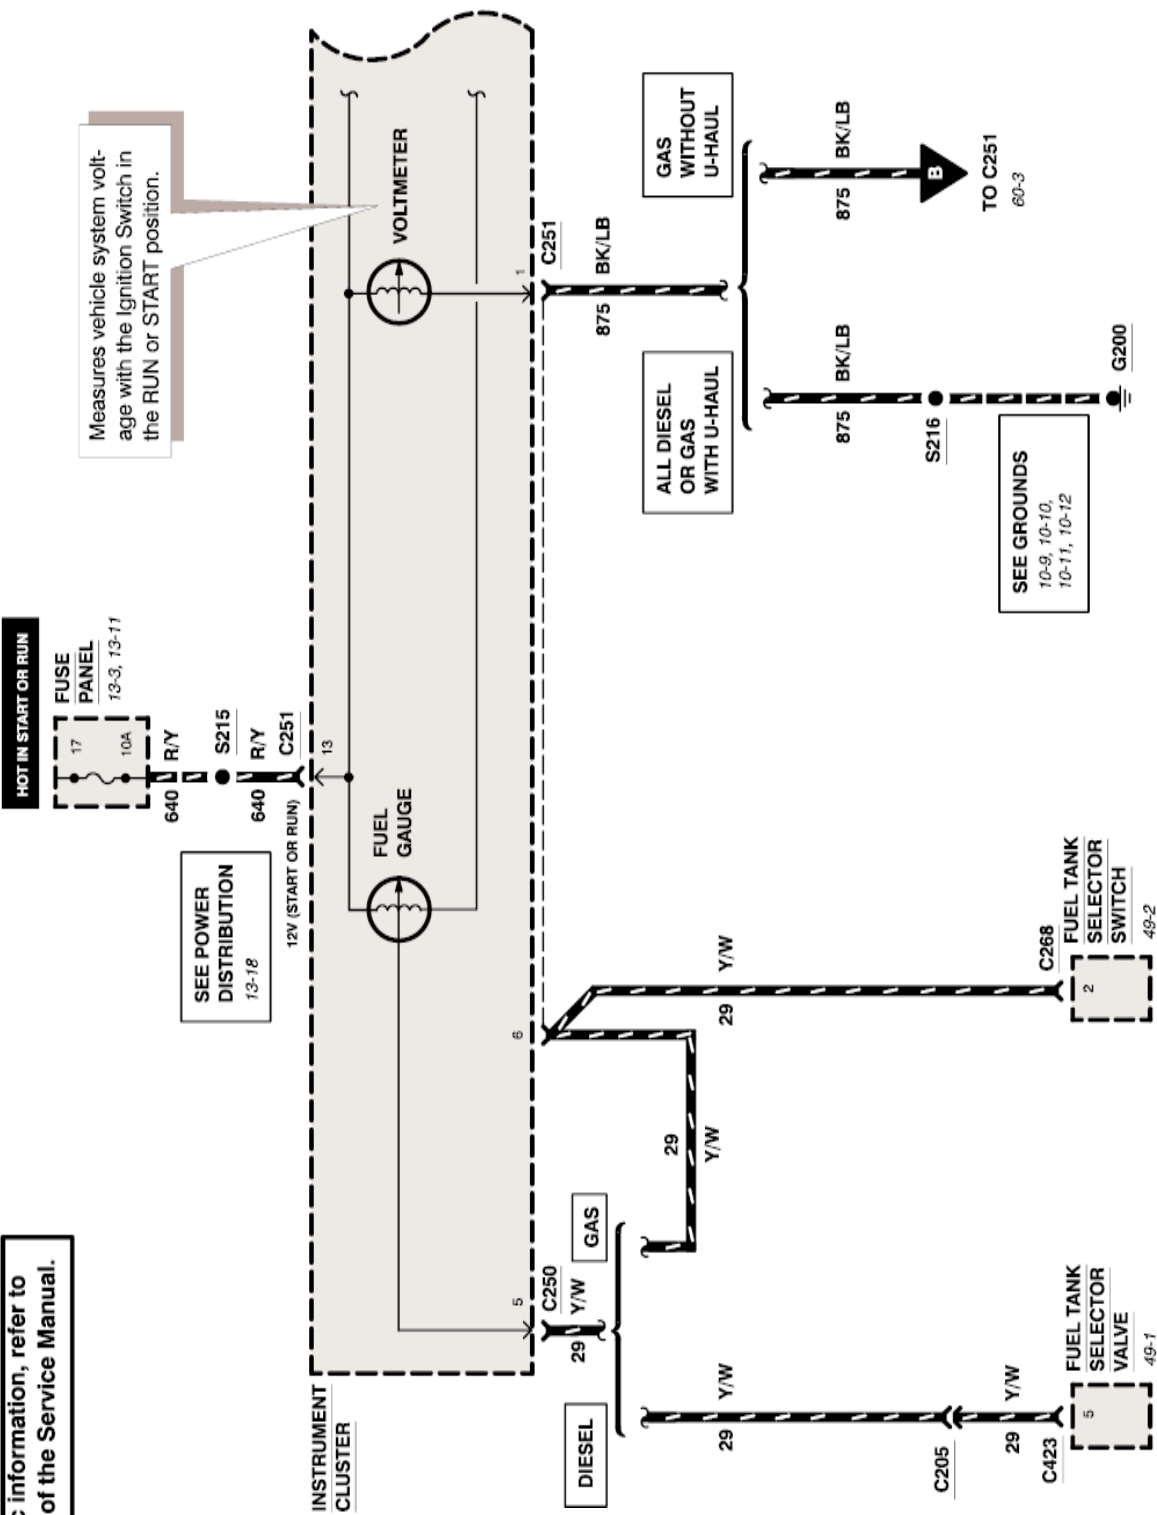 c information, refer to
of the Service Manual.
HOT IN START OR RUN
FUSE
PANEL
13-3, 13-11
17
10A
640
R/Y
S215
640
R/Y
C251
SEE POWER
DISTRIBUTION
13-18
12V (START OR RUN)
13
Measures vehicle system volt-
age with the Ignition Switch in
the RUN or START position.
INSTRUMENT
CLUSTER
FUEL
GAUGE
VOLTMETER
5
C250
6
1
C251
29
Y/W
DIESEL
GAS
29
Y/W
29
Y/W
C205
29
Y/W
C423
5
FUEL TANK
SELECTOR
VALVE
49-1
29
Y/W
C268
2
FUEL TANK
SELECTOR
SWITCH
49-2
875
BK/LB
ALL DIESEL
OR GAS
WITH U-HAUL
GAS
WITHOUT
U-HAUL
875
BK/LB
S216
SEE GROUNDS
10-9, 10-10,
10-11, 10-12
G200
875
BK/LB
B
TO C251
60-3